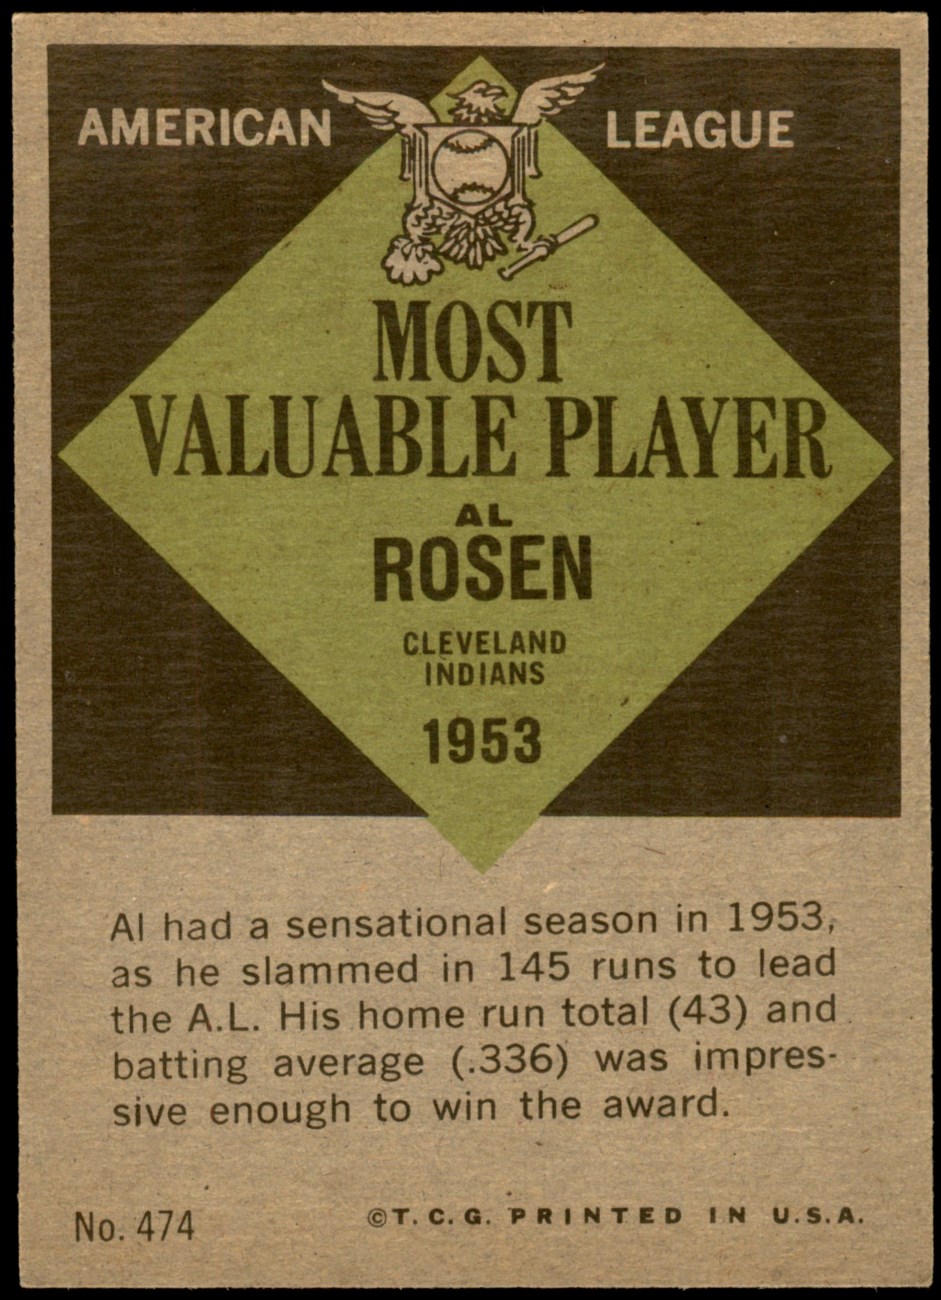 AMERICAN LEAGUE
MOST
VALUABLE PLAYER
AL
ROSEN
CLEVELAND
INDIANS
1953
Al had a sensational season in 1953,
as he slammed in 145 runs to lead
the A.L. His home run total (43) and
batting average (.336) was impres-
sive enough to win the award.
No. 474
©T.C.G. PRINTED IN U.S.A.